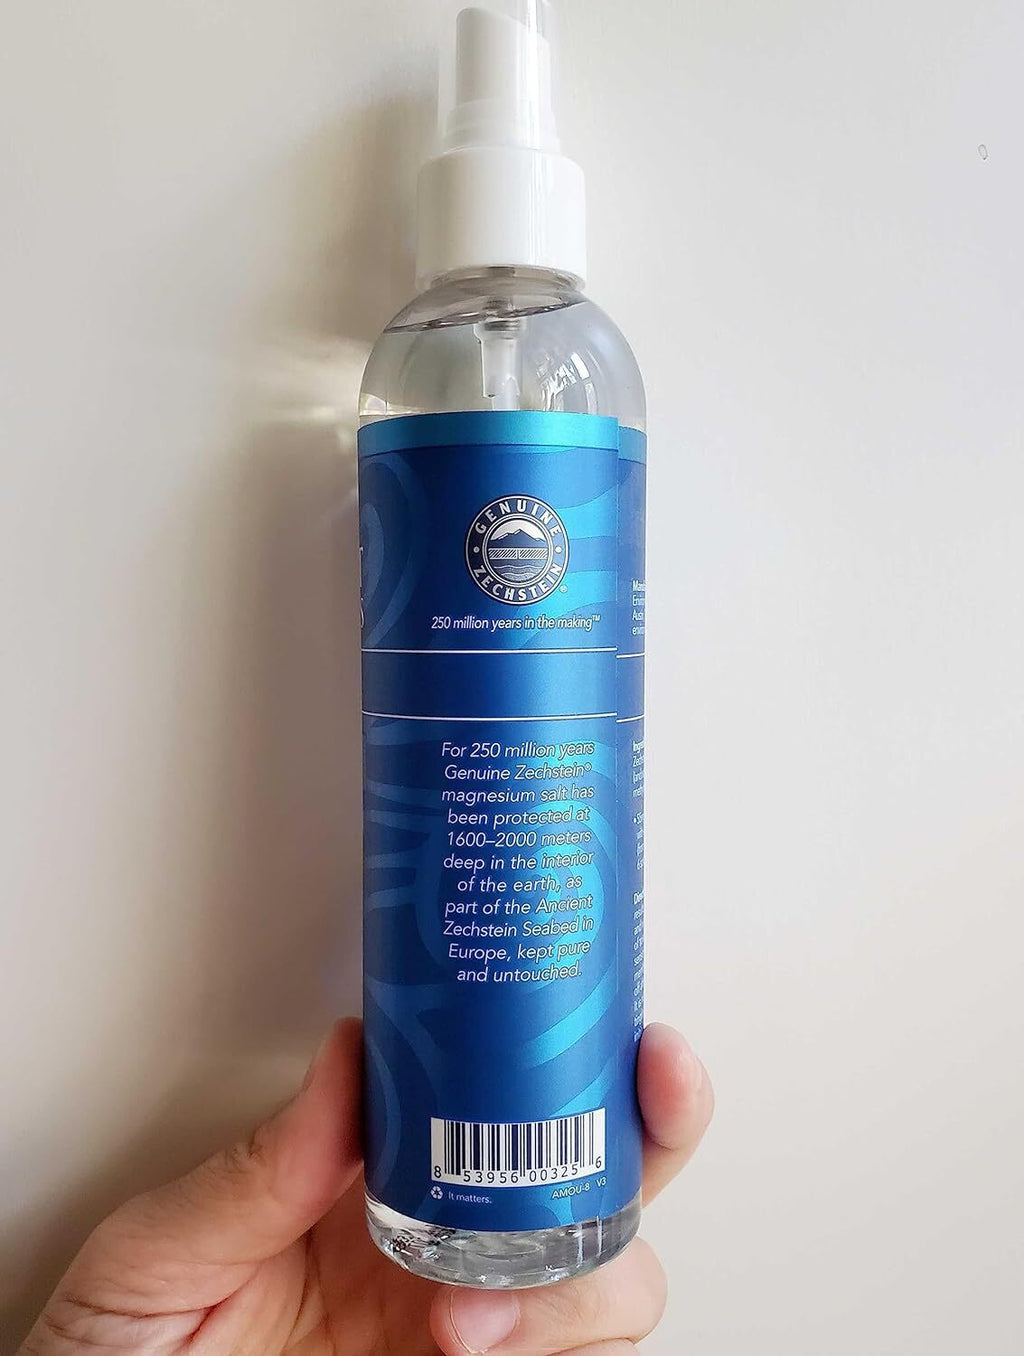 GENUINE
ZECHSTEIN®
250 million years in the making™
For 250 million years
Genuine Zechstein®
magnesium salt has
been protected at
1600–2000 meters
deep in the interior
of the earth, as
part of the Ancient
Zechstein Seabed in
Europe, kept pure
and untouched.
8 53956 00325 6
It matters.
AMOU-8 V3